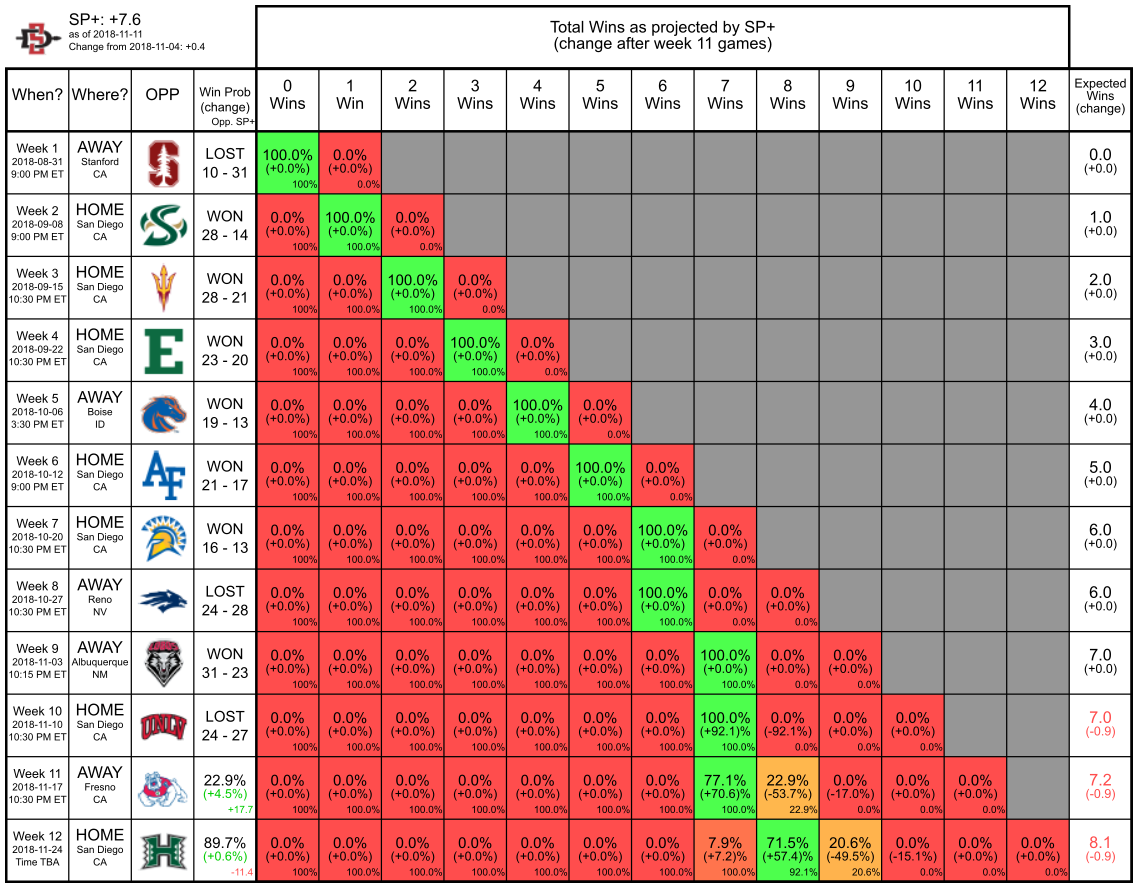 SP+: +7.6
as of 2018-11-11
Change from 2018-11-04: +0.4
Total Wins as projected by SP+
(change after week 11 games)
When? Where? OPP Win Prob (change) Opp. SP+ 0 Wins 1 Win 2 Wins 3 Wins 4 Wins 5 Wins 6 Wins 7 Wins 8 Wins 9 Wins 10 Wins 11 Wins 12 Wins Expected Wins (change)
Week 1 AWAY LOST 100.0% 0.0% 0.0
2018-08-31 Stanford 10 - 31 (+0.0%) (+0.0%) (+0.0)
9:00 PM ET CA 100% 0.0%
Week 2 HOME S WON 0.0% 100.0% 0.0% 1.0
2018-09-08 San Diego 28 - 14 (+0.0%) (+0.0%) (+0.0%) (+0.0)
9:00 PM ET CA 100% 100.0% 0.0%
Week 3 HOME WON 0.0% 0.0% 100.0% 0.0% 2.0
2018-09-15 San Diego 28 - 21 (+0.0%) (+0.0%) (+0.0%) (+0.0%) (+0.0)
10:30 PM ET CA 100% 100.0% 100.0% 0.0%
Week 4 HOME E WON 0.0% 0.0% 0.0% 100.0% 0.0% 3.0
2018-09-22 San Diego 23 - 20 (+0.0%) (+0.0%) (+0.0%) (+0.0%) (+0.0%) (+0.0)
10:30 PM ET CA 100% 100.0% 100.0% 100.0% 0.0%
Week 5 AWAY WON 0.0% 0.0% 0.0% 0.0% 100.0% 0.0% 4.0
2018-10-06 Boise 19 - 13 (+0.0%) (+0.0%) (+0.0%) (+0.0%) (+0.0%) (+0.0%) (+0.0)
3:30 PM ET ID 100% 100.0% 100.0% 100.0% 100.0% 0.0%
Week 6 HOME AF WON 0.0% 0.0% 0.0% 0.0% 0.0% 100.0% 0.0% 5.0
2018-10-12 San Diego 21 - 17 (+0.0%) (+0.0%) (+0.0%) (+0.0%) (+0.0%) (+0.0%) (+0.0%) (+0.0)
9:00 PM ET CA 100% 100.0% 100.0% 100.0% 100.0% 100.0% 0.0%
Week 7 HOME WON 0.0% 0.0% 0.0% 0.0% 0.0% 0.0% 100.0% 0.0% 6.0
2018-10-20 San Diego 16 - 13 (+0.0%) (+0.0%) (+0.0%) (+0.0%) (+0.0%) (+0.0%) (+0.0%) (+0.0%) (+0.0)
10:30 PM ET CA 100% 100.0% 100.0% 100.0% 100.0% 100.0% 100.0% 0.0%
Week 8 AWAY LOST 0.0% 0.0% 0.0% 0.0% 0.0% 0.0% 100.0% 0.0% 0.0% 6.0
2018-10-27 Reno 24 - 28 (+0.0%) (+0.0%) (+0.0%) (+0.0%) (+0.0%) (+0.0%) (+0.0%) (+0.0%) (+0.0%) (+0.0)
10:30 PM ET NV 100% 100.0% 100.0% 100.0% 100.0% 100.0% 100.0% 0.0% 0.0%
Week 9 AWAY WON 0.0% 0.0% 0.0% 0.0% 0.0% 0.0% 0.0% 100.0% 0.0% 0.0% 7.0
2018-11-03 Albuquerque 31 - 23 (+0.0%) (+0.0%) (+0.0%) (+0.0%) (+0.0%) (+0.0%) (+0.0%) (+0.0%) (+0.0%) (+0.0%) (+0.0)
10:15 PM ET NM 100% 100.0% 100.0% 100.0% 100.0% 100.0% 100.0% 100.0% 0.0% 0.0%
Week 10 HOME UNLV LOST 0.0% 0.0% 0.0% 0.0% 0.0% 0.0% 0.0% 100.0% 0.0% 0.0% 0.0% 7.0
2018-11-10 San Diego 24 - 27 (+0.0%) (+0.0%) (+0.0%) (+0.0%) (+0.0%) (+0.0%) (+0.0%) (+92.1)% (-92.1%) (+0.0%) (+0.0%) (-0.9)
10:30 PM ET CA 100% 100.0% 100.0% 100.0% 100.0% 100.0% 100.0% 100.0% 0.0% 0.0% 0.0%
Week 11 AWAY 22.9% 0.0% 0.0% 0.0% 0.0% 0.0% 0.0% 0.0% 77.1% 22.9% 0.0% 0.0% 0.0% 7.2
2018-11-17 Fresno (+4.5%) (+0.0%) (+0.0%) (+0.0%) (+0.0%) (+0.0%) (+0.0%) (+0.0%) (+70.6)% (-53.7%) (-17.0%) (+0.0%) (+0.0%) (-0.9)
10:30 PM ET CA +17.7 100% 100.0% 100.0% 100.0% 100.0% 100.0% 100.0% 100.0% 22.9% 0.0% 0.0% 0.0%
Week 12 HOME H 89.7% 0.0% 0.0% 0.0% 0.0% 0.0% 0.0% 0.0% 7.9% 71.5% 20.6% 0.0% 0.0% 0.0% 8.1
2018-11-24 San Diego (+0.6%) (+0.0%) (+0.0%) (+0.0%) (+0.0%) (+0.0%) (+0.0%) (+0.0%) (+7.2)% (+57.4)% (-49.5%) (-15.1%) (+0.0%) (+0.0%) (-0.9)
Time TBA CA -11.4 100% 100.0% 100.0% 100.0% 100.0% 100.0% 100.0% 100.0% 92.1% 20.6% 0.0% 0.0% 0.0%